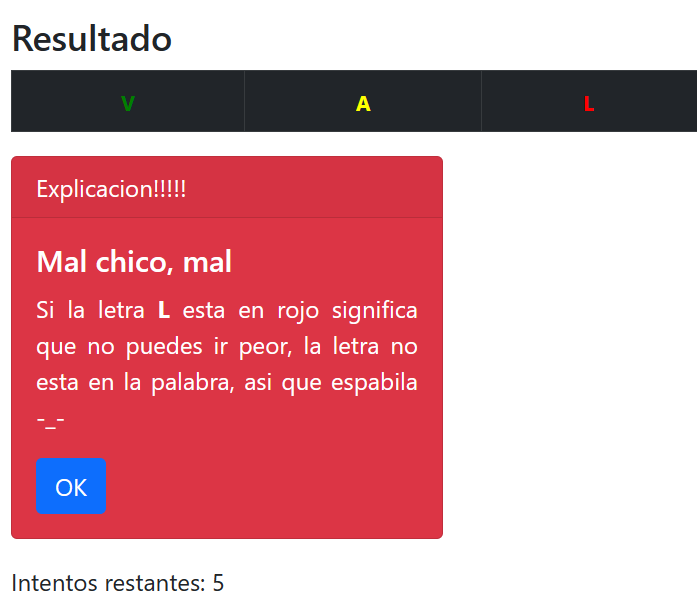 Resultado
V A L
Explicacion!!!!!
Mal chico, mal
Si la letra L esta en rojo significa
que no puedes ir peor, la letra no
esta en la palabra, asi que espabila
-_-
OK
Intentos restantes: 5